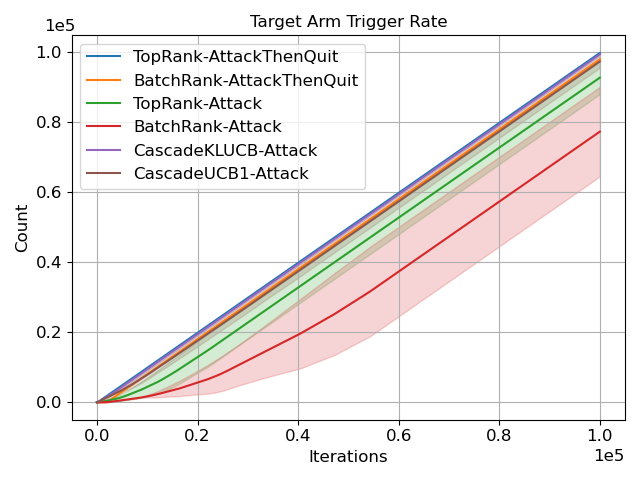 Target Arm Trigger Rate
1e5
TopRank-AttackThenQuit
BatchRank-AttackThenQuit
TopRank-Attack
BatchRank-Attack
CascadeKLUCB-Attack
CascadeUCB1-Attack
1.0
0.8
0.6
0.4
0.2
0.0
Count
0.0 0.2 0.4 0.6 0.8 1.0
Iterations
1e5